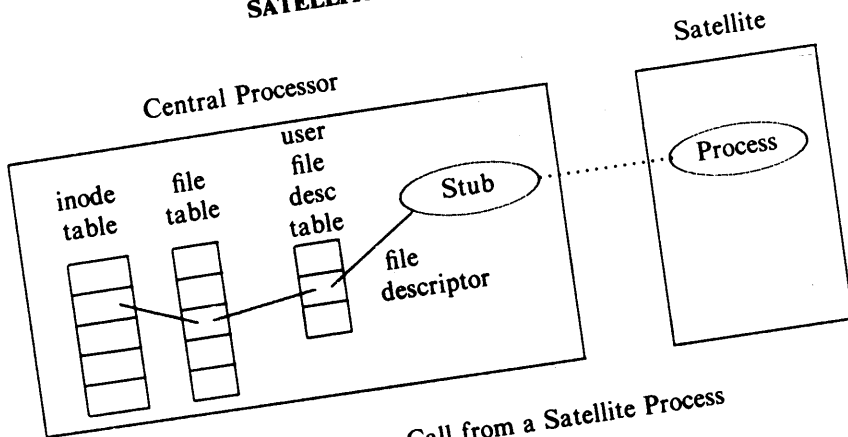 Satellite
Central Processor
inode
table
file
table
user
file
desc
table
Stub
Process
file
descriptor
Call from a Satellite Process